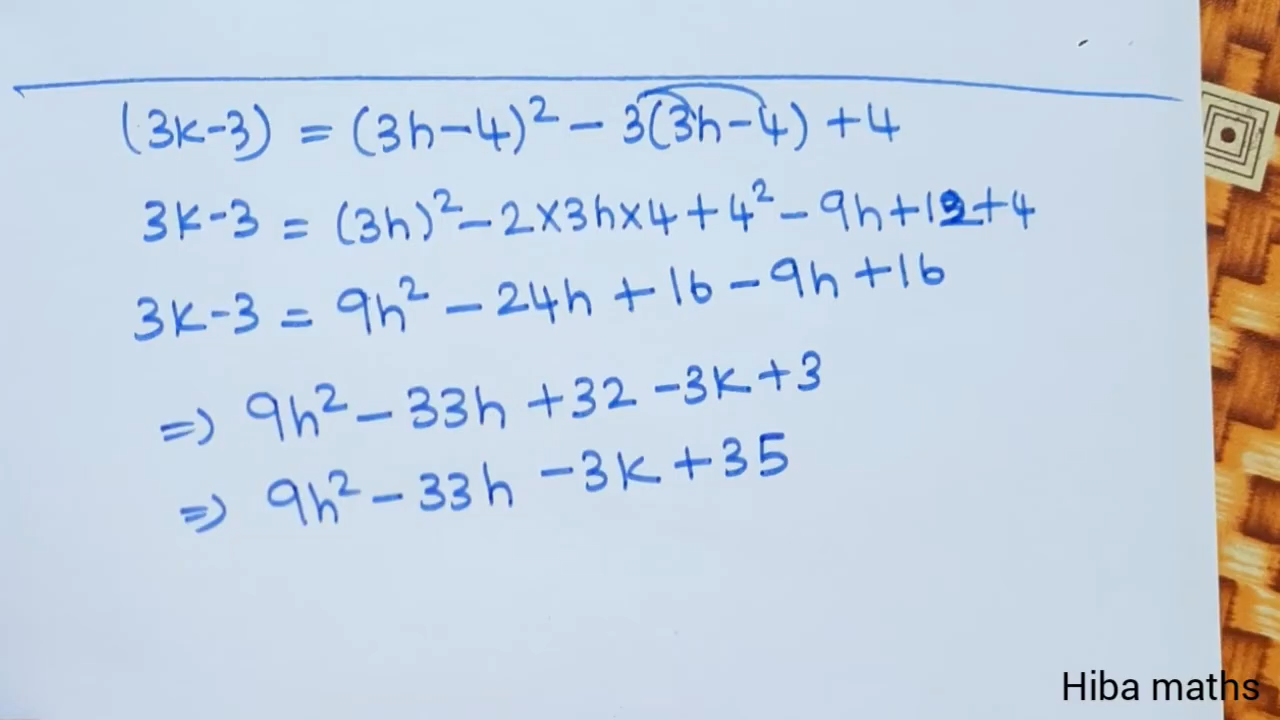 (3k-3) = (3h-4)² - 3(3h-4) +4
3k-3 = (3h)² - 2×3h×4 + 4² - 9h+12+4
3k-3 = 9h² - 24h + 16 - 9h +16
=> 9h² - 33h +32 -3k+3
=> 9h² - 33h -3k +35
Hiba maths